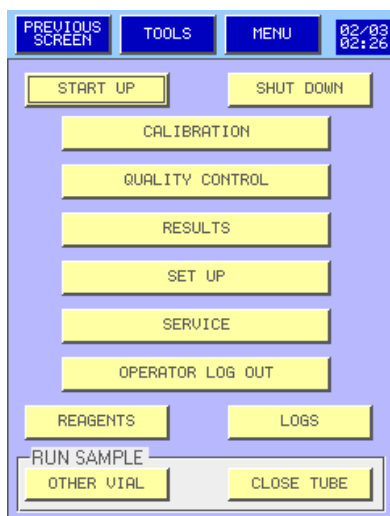 PREVIOUS SCREEN
TOOLS
MENU
02/03
02:26
START UP
SHUT DOWN
CALIBRATION
QUALITY CONTROL
RESULTS
SET UP
SERVICE
OPERATOR LOG OUT
REAGENTS
LOGS
RUN SAMPLE
OTHER VIAL
CLOSE TUBE